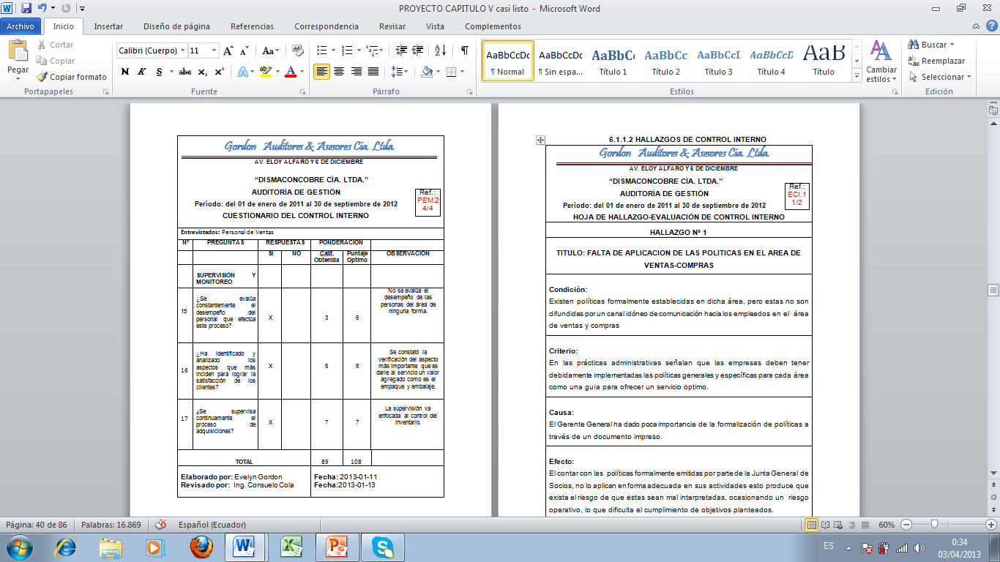 PROYECTO CAPITULO V casi listo - Microsoft Word
Archivo
Inicio
Insertar
Diseño de página
Referencias
Correspondencia
Revisar
Vista
Complementos
Pegar
Cortar
Copiar
Copiar formato
Portapapeles
Calibri (Cuerpo)
11
Fuente
Párrafo
AaBbCcDc
¶ Normal
AaBbCcDc
¶ Sin espa...
AaBbC
Título 1
AaBbCc
Título 2
AaBbCcI
Título 3
AaBbCcD
Título 4
AaB
Título
Cambiar
estilos
Estilos
Buscar
Reemplazar
Seleccionar
Edición
Gordon Auditores & Asesores Cía. Ltda.
AV. ELOY ALFARO Y 6 DE DICIEMBRE
“DISMACONCOBRE CÌA. LTDA.”
AUDITORÌA DE GESTIÓN
Período: del 01 de enero de 2011 al 30 de septiembre de 2012
CUESTIONARIO DEL CONTROL INTERNO
Ref.:
PEM.2
4/4
Entrevistados: Personal de Ventas
Nº PREGUNTAS RESPUESTAS PONDERACIÓN
SI NO Calif. Obtenida Puntaje Óptimo OBSERVACIÓN
SUPERVISIÓN Y
MONITOREO
15
¿Se evalúa
constantemente el
desempeño del
personal que efectúa
este proceso?
X
3
6
No se evalúa el
desempeño de las
personas del área de
ninguna forma.
16
¿Ha identificado y
analizado los
aspectos que más
inciden para lograr la
satisfacción de los
clientes?
X
6
6
Se constató la
verificación del aspecto
más importante que es
darle al servicio un valor
agregado como es el
empaque y embalaje.
17
¿Se supervisa
continuamente el
proceso de
adquisiciones?
X
7
7
La supervisión va
enfocada al control del
inventario.
TOTAL 89 108
Elaborado por: Evelyn Gordon
Revisado por: Ing. Consuelo Cola
Fecha: 2013-01-11
Fecha:2013-01-13
6.1.1.2 HALLAZGOS DE CONTROL INTERNO
Gordon Auditores & Asesores Cía. Ltda.
AV. ELOY ALFARO Y 6 DE DICIEMBRE
“DISMACONCOBRE CÌA. LTDA.”
AUDITORÌA DE GESTIÓN
Período: del 01 de enero de 2011 al 30 de septiembre de 2012
HOJA DE HALLAZGO-EVALUACIÓN DE CONTROL INTERNO
Ref.:
ECI.1
1/2
HALLAZGO Nº 1
TITULO: FALTA DE APLICACION DE LAS POLITICAS EN EL AREA DE
VENTAS-COMPRAS
Condición:
Existen políticas formalmente establecidas en dicha área, pero estas no son
difundidas por un canal idóneo de comunicación hacia los empleados en el área
de ventas y compras
Criterio:
En las prácticas administrativas señalan que las empresas deben tener
debidamente implementadas las políticas generales y específicas para cada área
como una guía para ofrecer un servicio óptimo.
Causa:
El Gerente General ha dado poca importancia de la formalización de políticas a
través de un documento impreso.
Efecto:
El contar con las políticas formalmente emitidas por parte de la Junta General de
Socios, no lo aplican en forma adecuada en sus actividades esto produce que
exista el riesgo de que éstas sean mal interpretadas, ocasionando un riesgo
operativo, lo que dificulta el cumplimiento de objetivos planteados.
Página: 40 de 86
Palabras: 16.869
Español (Ecuador)
60%
ES
0:34
03/04/2013